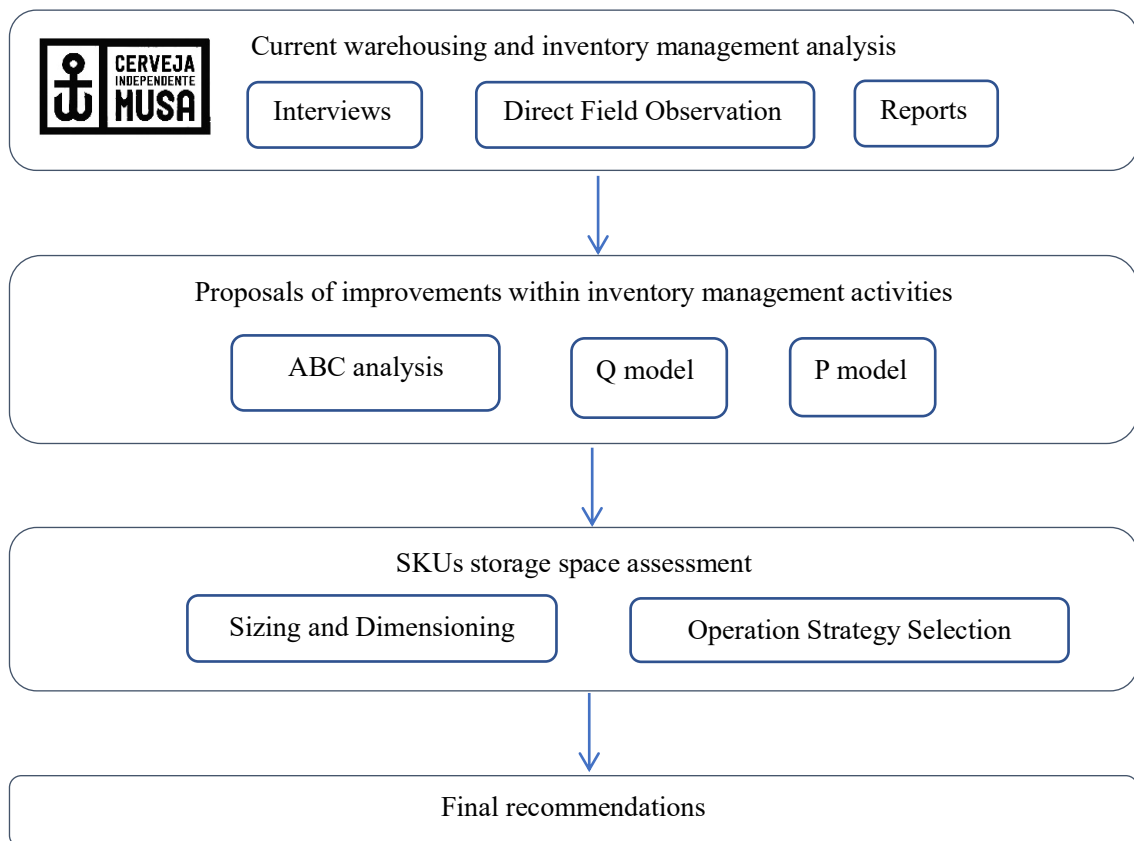 Current warehousing and inventory management analysis
CERVEJA
INDEPENDENTE
MUSA
Interviews
Direct Field Observation
Reports
Proposals of improvements within inventory management activities
ABC analysis
Q model
P model
SKUs storage space assessment
Sizing and Dimensioning
Operation Strategy Selection
Final recommendations